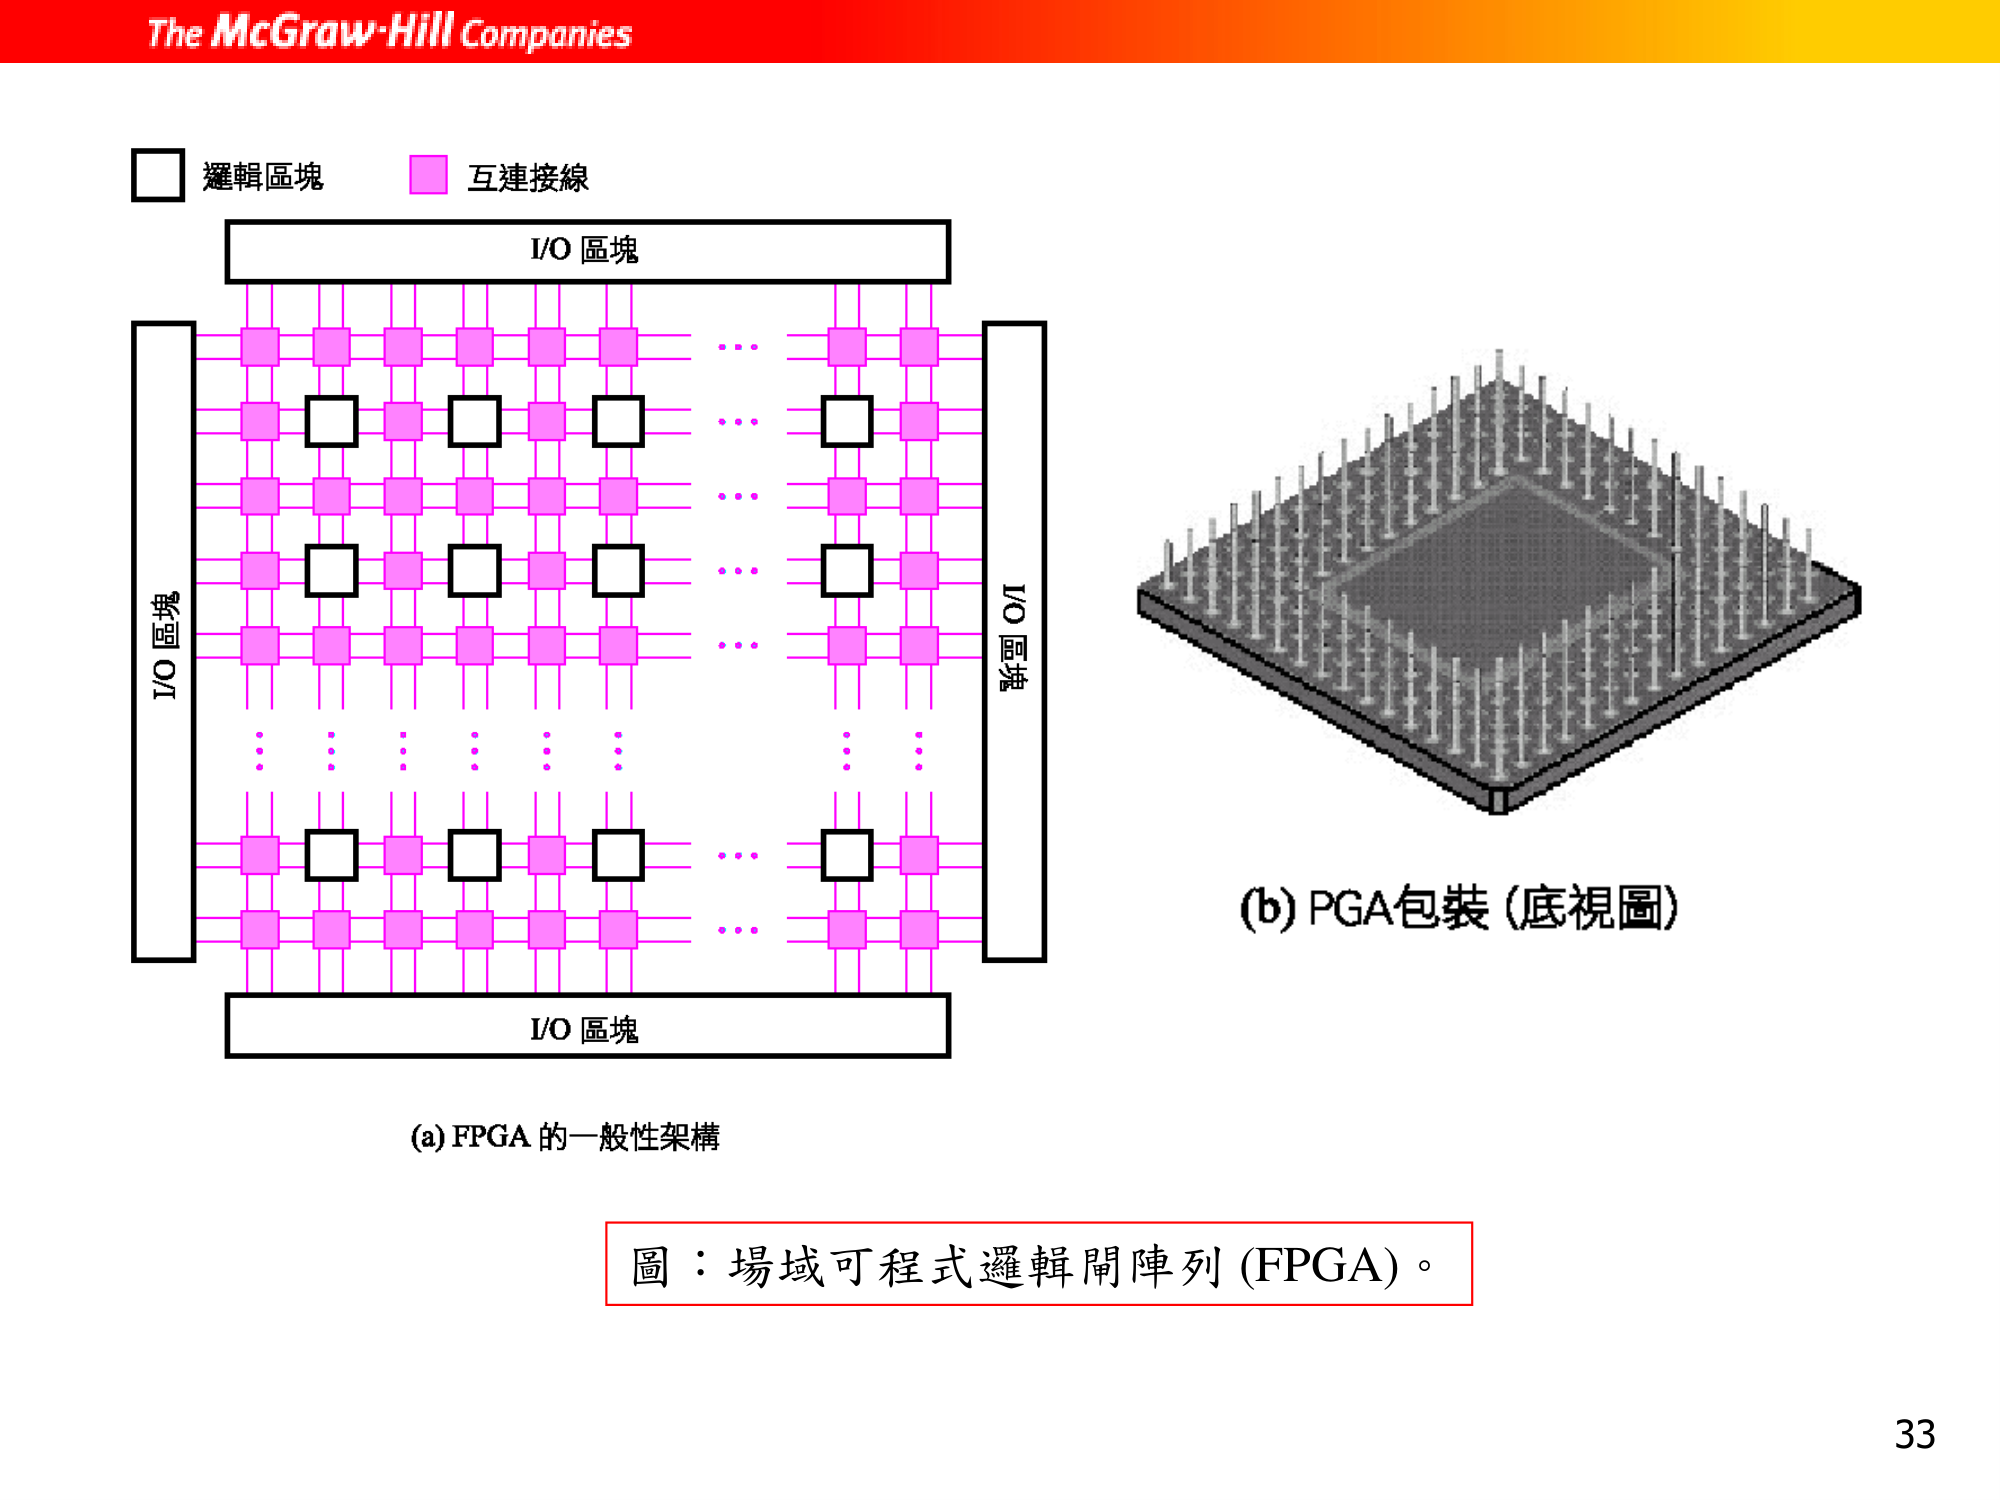 The McGraw-Hill Companies
邏輯區塊
互連接線
I/O 區塊
I/O 區塊
I/O 區塊
I/O 區塊
(a) FPGA 的一般性架構
(b) PGA包裝 (底視圖)
圖：場域可程式邏輯閘陣列 (FPGA)。
33